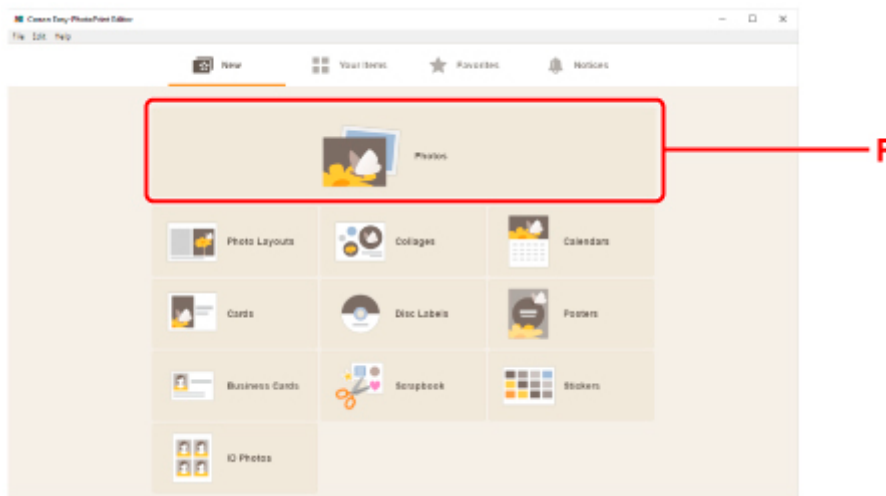 Canon Easy-PhotoPrint Editor
File Edit Help
New Your Items Favorites Notices
Photos
Photo Layouts Collages Calendars
Cards Disc Labels Posters
Business Cards Scrapbook Stickers
ID Photos